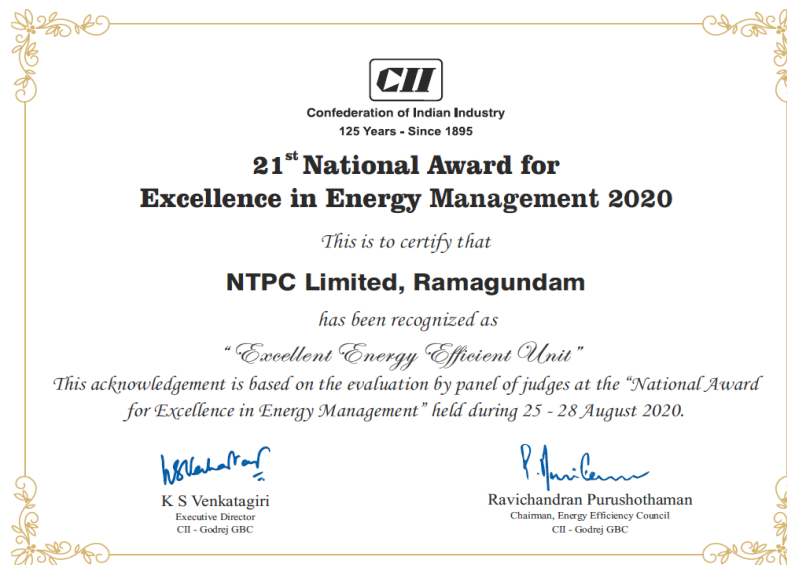 CII
Confederation of Indian Industry
125 Years - Since 1895
21st National Award for
Excellence in Energy Management 2020
This is to certify that
NTPC Limited, Ramagundam
has been recognized as
“Excellent Energy Efficient Unit”
This acknowledgement is based on the evaluation by panel of judges at the “National Award
for Excellence in Energy Management” held during 25 - 28 August 2020.
K S Venkatagiri
Executive Director
CII - Godrej GBC
Ravichandran Purushothaman
Chairman, Energy Efficiency Council
CII - Godrej GBC